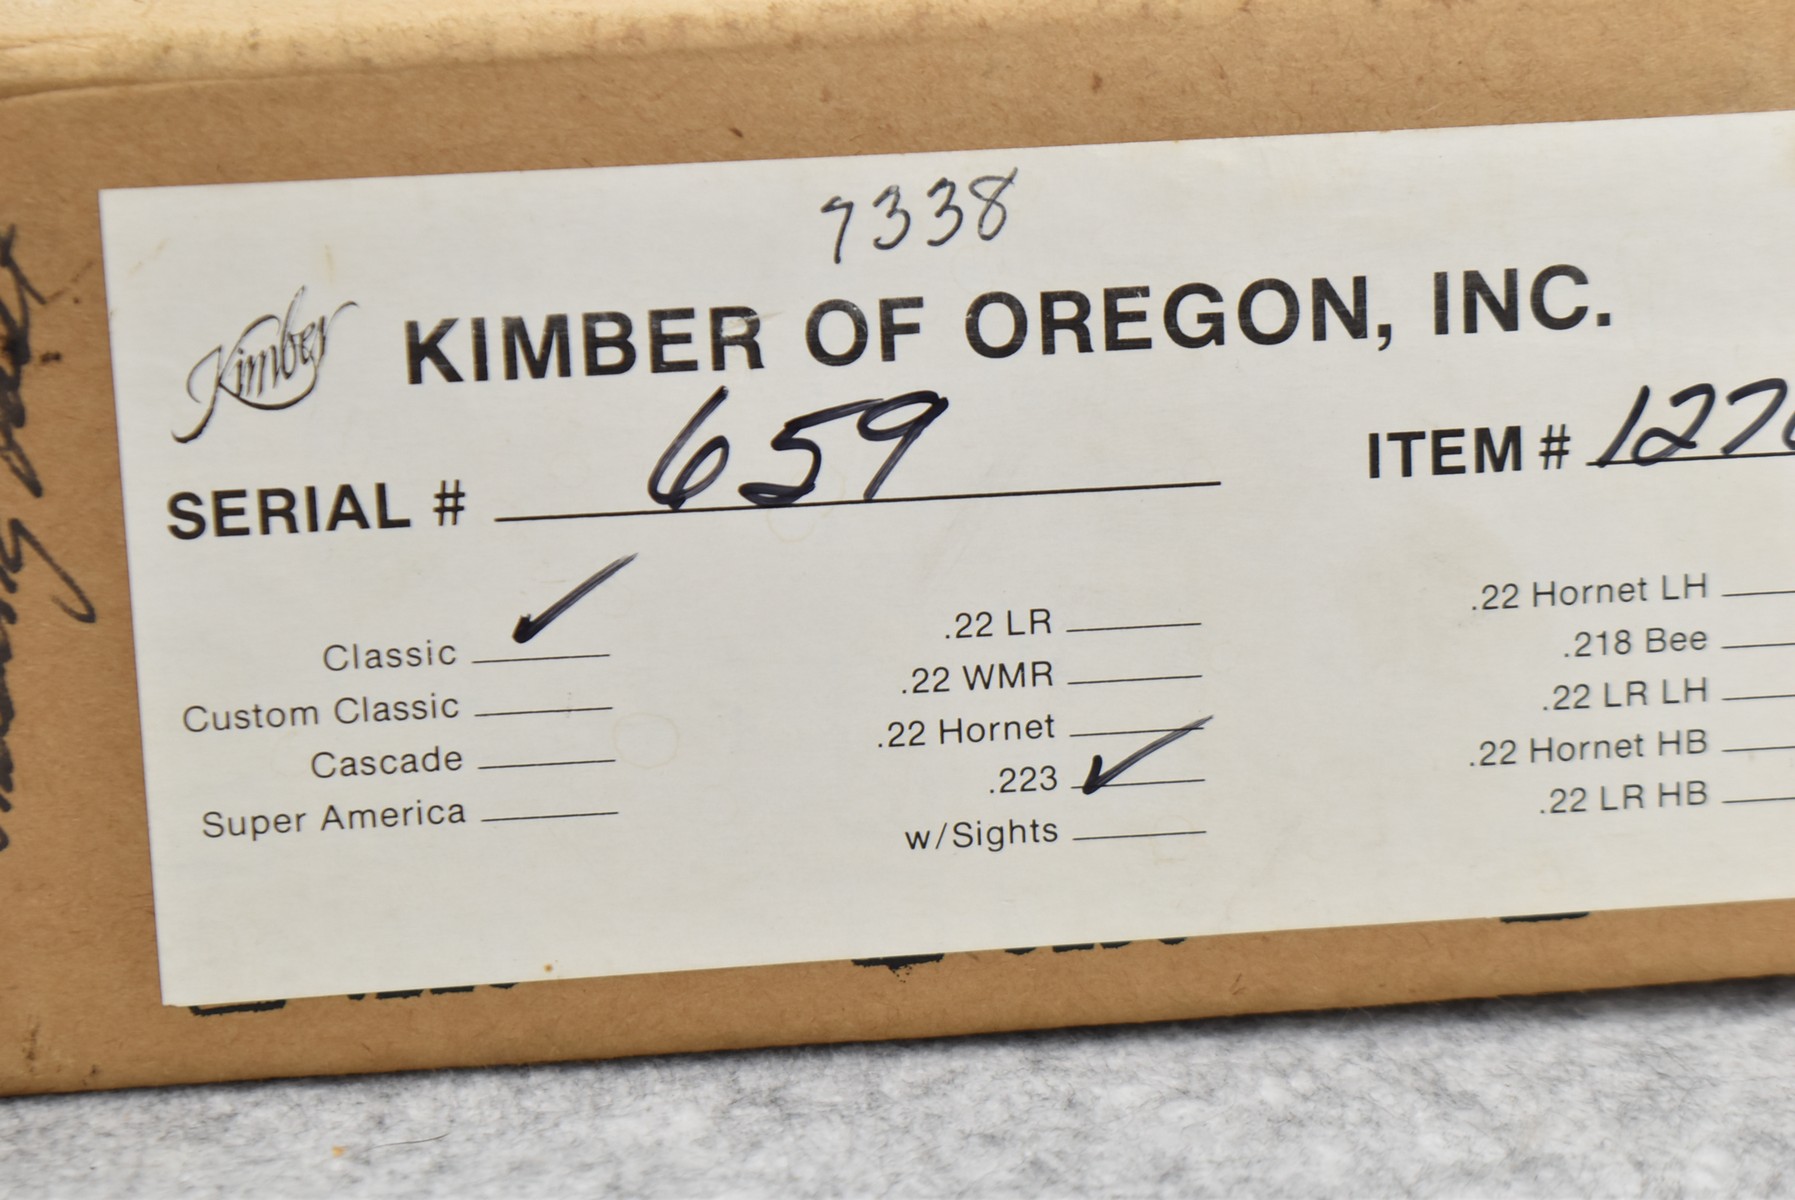 7338
Kimber
KIMBER OF OREGON, INC.
SERIAL # 659
ITEM # 127
Classic ✓
Custom Classic
Cascade
Super America
.22 LR
.22 WMR
.22 Hornet
.223 ✓
w/Sights
.22 Hornet LH
.218 Bee
.22 LR LH
.22 Hornet HB
.22 LR HB